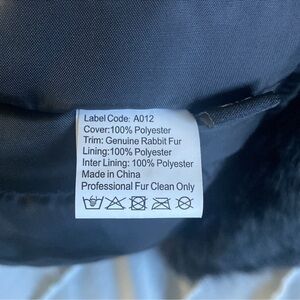 Label Code: A012
Cover:100% Polyester
Trim: Genuine Rabbit Fur
Lining:100% Polyester
Inter Lining: 100% Polyester
Made in China
Professional Fur Clean Only